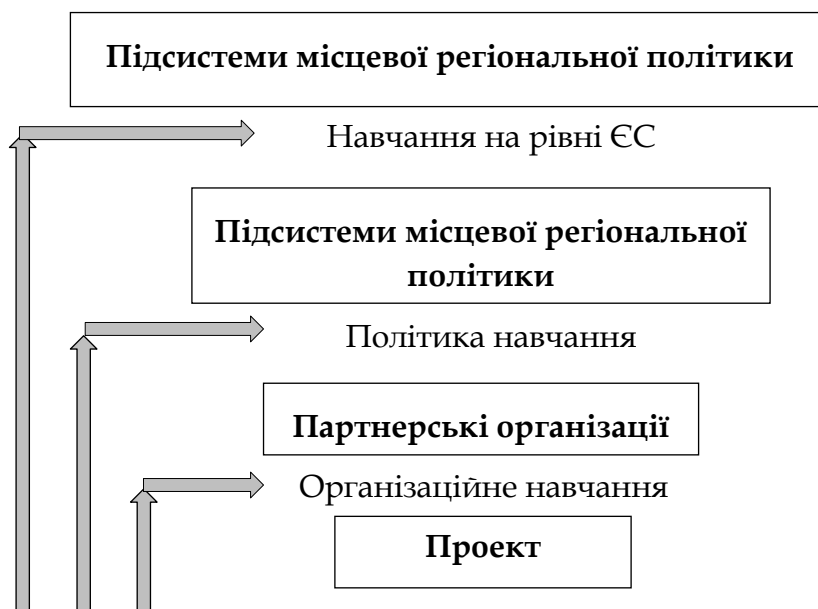 Підсистеми місцевої регіональної політики
Навчання на рівні ЄС
Підсистеми місцевої регіональної
політики
Політика навчання
Партнерські організації
Організаційне навчання
Проект